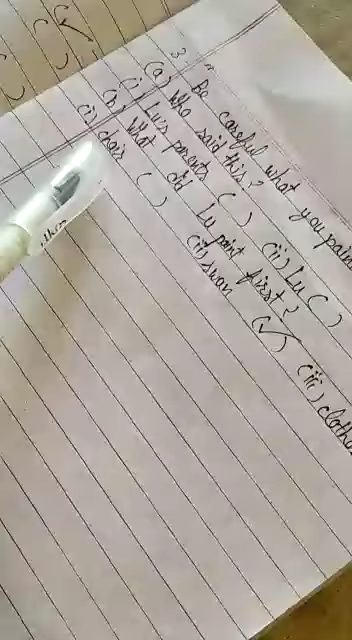 ( )
(✓)
( )
3 " Be careful what you paint
(a) Who said this?
(i) Lu's parents ( ) (ii) Lu ( )
(b) What did Lu paint first?
(i) chair ( ) (ii) swan (✓) (iii) clothes